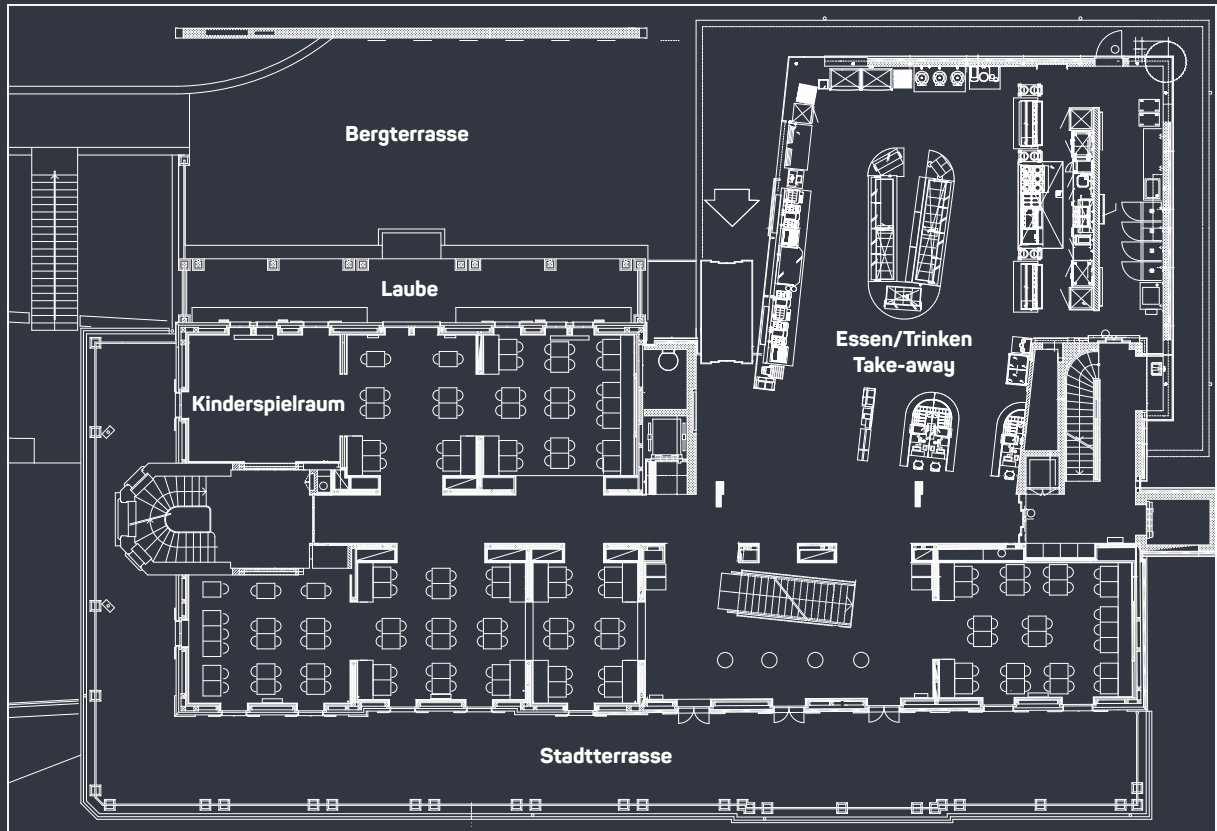 Bergterrasse
Laube
Essen/Trinken
Take-away
Kinderspielraum
Stadtterrasse